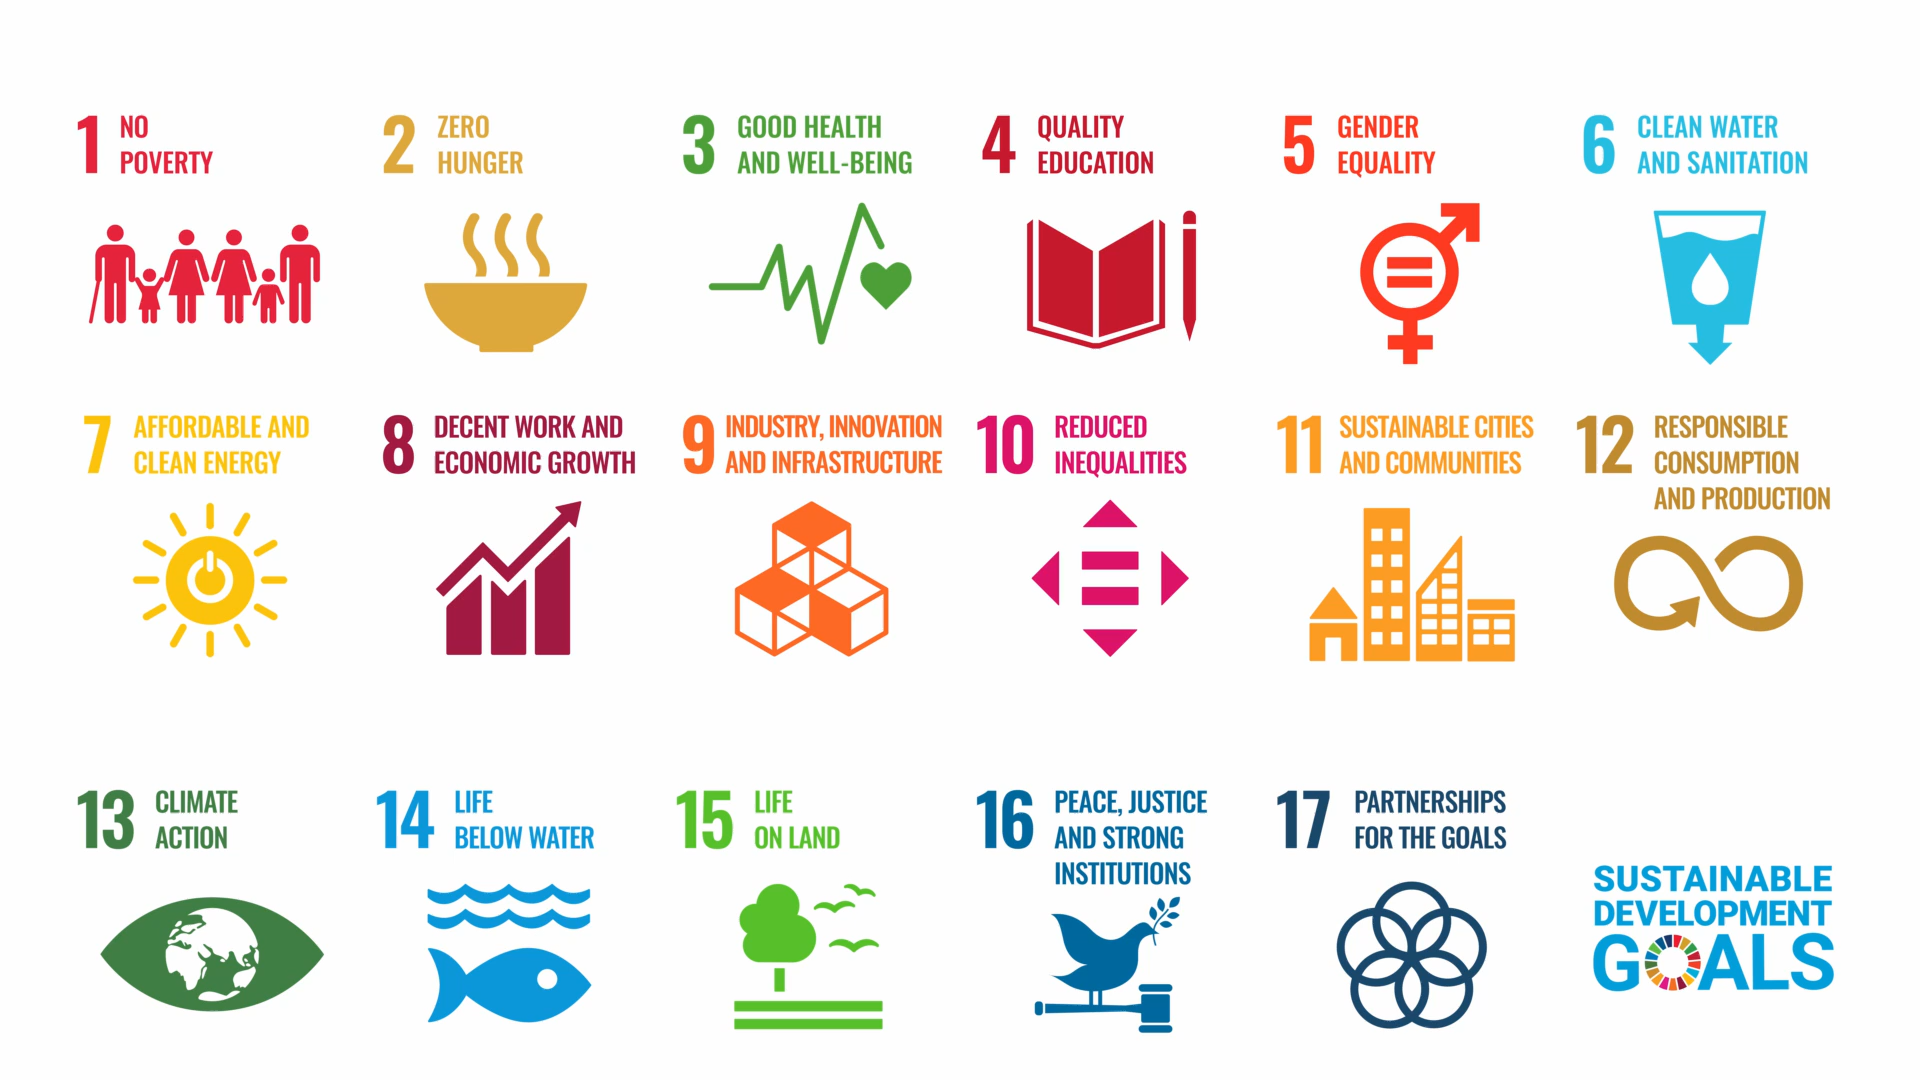 1 NO
POVERTY
2 ZERO
HUNGER
3 GOOD HEALTH
AND WELL-BEING
4 QUALITY
EDUCATION
5 GENDER
EQUALITY
6 CLEAN WATER
AND SANITATION
7 AFFORDABLE AND
CLEAN ENERGY
8 DECENT WORK AND
ECONOMIC GROWTH
9 INDUSTRY, INNOVATION
AND INFRASTRUCTURE
10 REDUCED
INEQUALITIES
11 SUSTAINABLE CITIES
AND COMMUNITIES
12 RESPONSIBLE
CONSUMPTION
AND PRODUCTION
13 CLIMATE
ACTION
14 LIFE
BELOW WATER
15 LIFE
ON LAND
16 PEACE, JUSTICE
AND STRONG
INSTITUTIONS
17 PARTNERSHIPS
FOR THE GOALS
SUSTAINABLE
DEVELOPMENT
GOALS